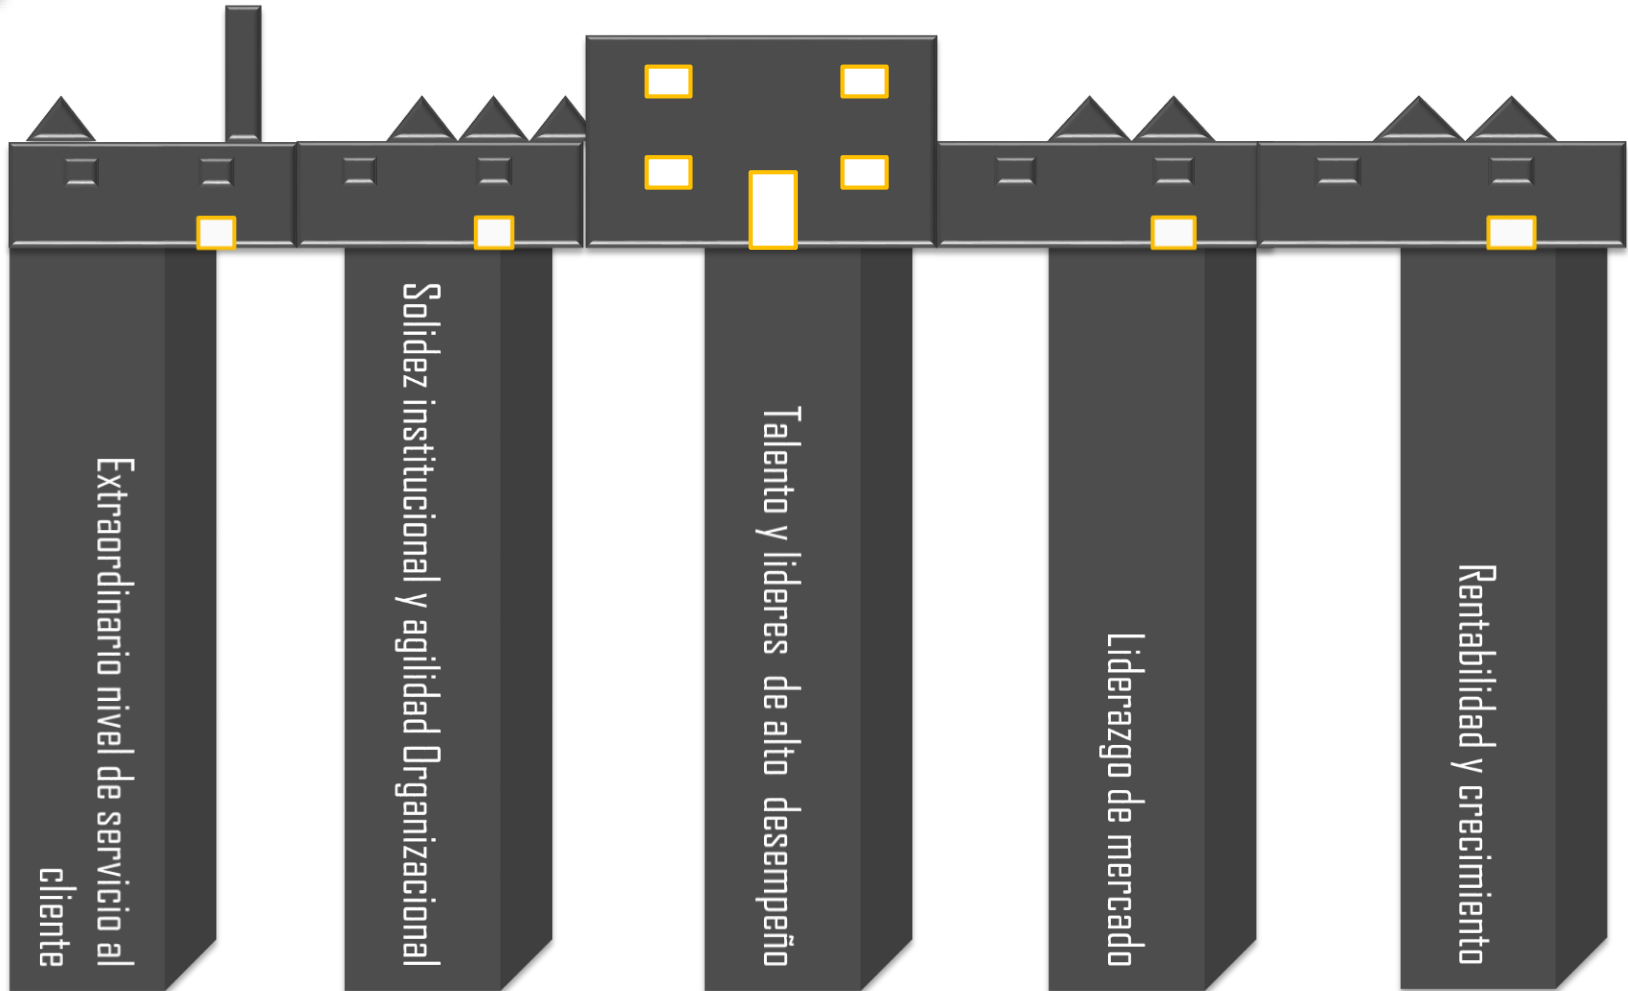 Extraordinario nivel de servicio al
cliente
Solidez institucional y agilidad Organizacional
Talento y lideres de alto desempeño
Liderazgo de mercado
Rentabilidad y crecimiento